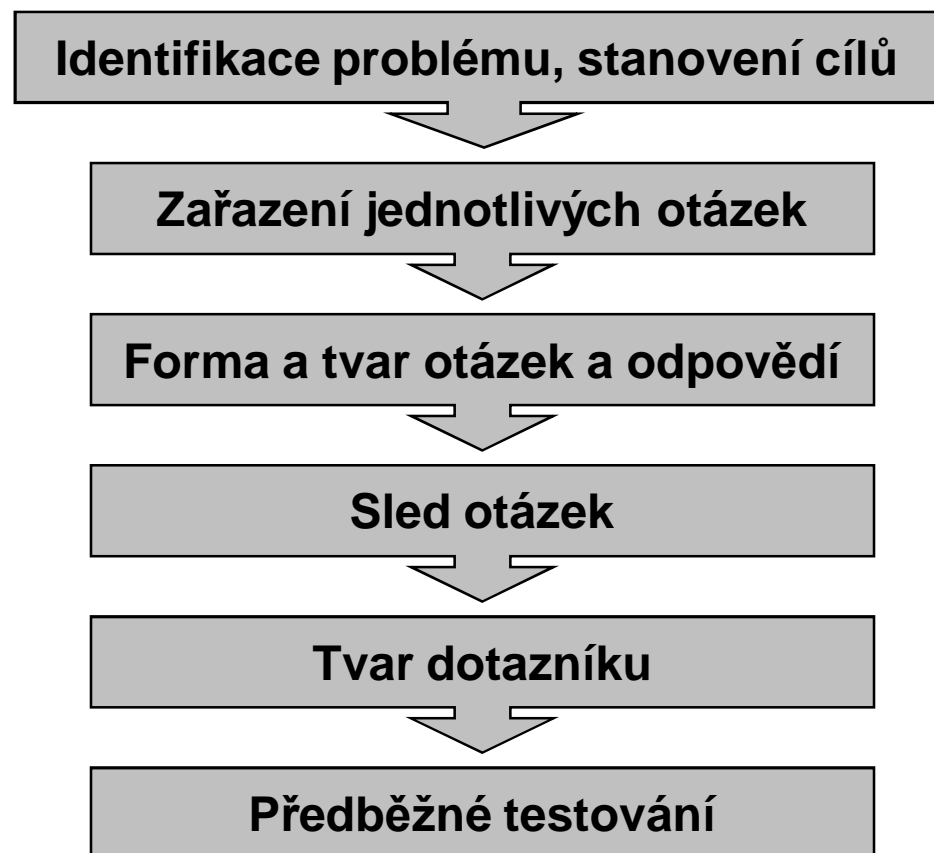 Identifikace problému, stanovení cílů
Zařazení jednotlivých otázek
Forma a tvar otázek a odpovědí
Sled otázek
Tvar dotazníku
Předběžné testování